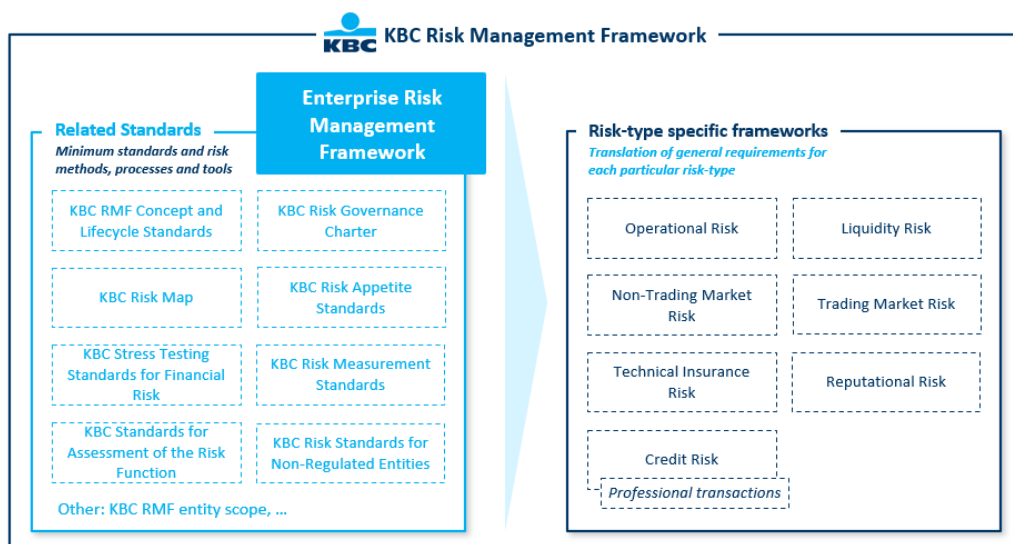 KBC
KBC Risk Management Framework
Enterprise Risk
Management
Framework
Related Standards
Minimum standards and risk
methods, processes and tools
KBC RMF Concept and
Lifecycle Standards
KBC Risk Governance
Charter
KBC Risk Map
KBC Risk Appetite
Standards
KBC Stress Testing
Standards for Financial
Risk
KBC Risk Measurement
Standards
KBC Standards for
Assessment of the Risk
Function
KBC Risk Standards for
Non-Regulated Entities
Other: KBC RMF entity scope, ...
Risk-type specific frameworks
Translation of general requirements for
each particular risk-type
Operational Risk
Liquidity Risk
Non-Trading Market
Risk
Trading Market Risk
Technical Insurance
Risk
Reputational Risk
Credit Risk
Professional transactions